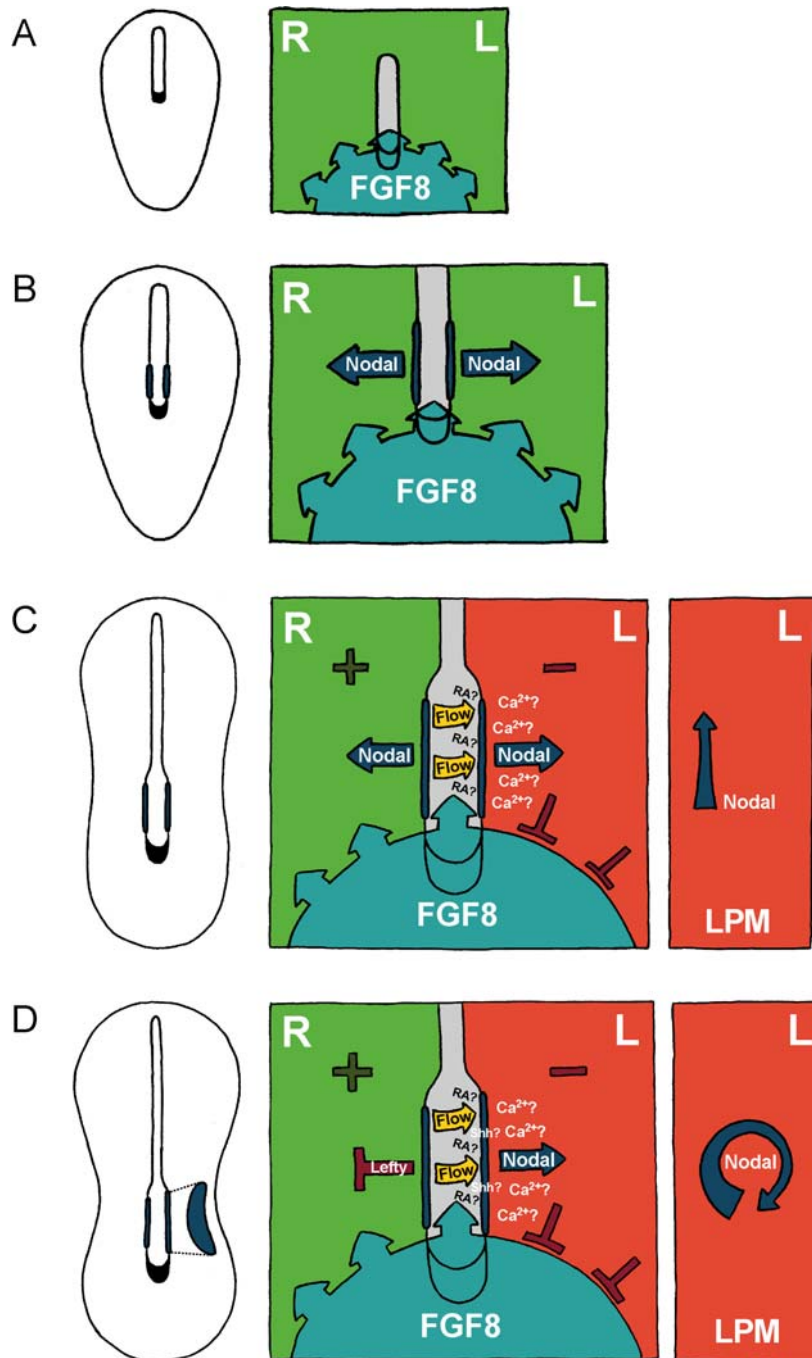 A
R L
FGF8
B
R L
Nodal Nodal
FGF8
C
R L L
+ −
RA?
Flow
Ca²⁺?
Ca²⁺?
RA?
Nodal Nodal
Flow
Ca²⁺?
RA?
Ca²⁺?
Nodal
FGF8
LPM
D
R L L
+ −
RA?
Ca²⁺?
Flow
Shh? Ca²⁺?
RA?
Lefty Flow Nodal Nodal
Shh? Ca²⁺?
RA?
Ca²⁺?
FGF8
LPM